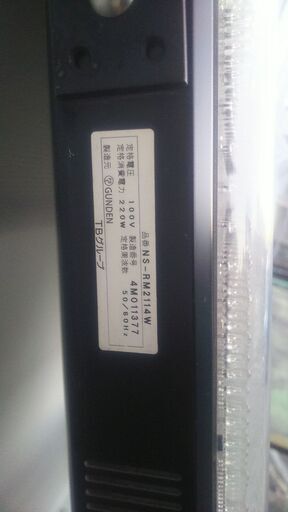 品番 NS-RM2114W
定格電圧 100V 製造番号 4M011377
定格消費電力 220W 定格周波数 50/60Hz
製造元 GUNDEN
TBグループ